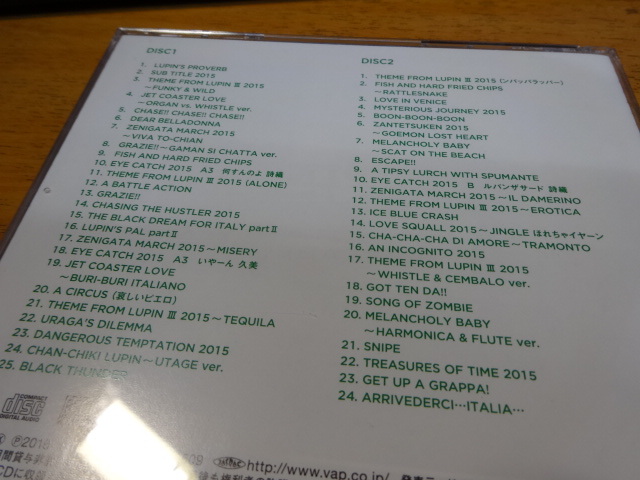 DISC1
1. LUPIN'S PROVERB
2. SUB TITLE 2015
3. THEME FROM LUPIN III 2015
～FUNKY & WILD
4. JET COASTER LOVE
～ORGAN vs. WHISTLE ver.
5. CHASE!! CHASE!! CHASE!!
6. DEAR BELLADONNA
7. ZENIGATA MARCH 2015
～VIVA TO-CHIAN
8. GRAZIE!!～GAMAN SI CHATTA ver.
9. FISH AND HARD FRIED CHIPS
10. EYE CATCH 2015 A3 何すんのよ 詩織
11. THEME FROM LUPIN III 2015 (ALONE)
12. A BATTLE ACTION
13. GRAZIE!!
14. CHASING THE HUSTLER 2015
15. THE BLACK DREAM FOR ITALY part II
16. LUPIN'S PAL part II
17. ZENIGATA MARCH 2015～MISERY
18. EYE CATCH 2015 A3 いやーん 久美
19. JET COASTER LOVE
～BURI-BURI ITALIANO
20. A CIRCUS (哀しいピエロ)
21. THEME FROM LUPIN III 2015～TEQUILA
22. URAGA'S DILEMMA
23. DANGEROUS TEMPTATION 2015
24. CHAN-CHIKI LUPIN～UTAGE ver.
25. BLACK THUNDER
DISC2
1. THEME FROM LUPIN III 2015 (ンパッパラッパー)
2. FISH AND HARD FRIED CHIPS
～RATTLESNAKE
3. LOVE IN VENICE
4. MYSTERIOUS JOURNEY 2015
5. BOON-BOON-BOON
6. ZANTETSUKEN 2015
～GOEMON LOST HEART
7. MELANCHOLY BABY
～SCAT ON THE BEACH
8. ESCAPE!!
9. A TIPSY LURCH WITH SPUMANTE
10. EYE CATCH 2015 B ルパンザサード 詩織
11. ZENIGATA MARCH 2015～IL DAMERINO
12. THEME FROM LUPIN III 2015～EROTICA
13. ICE BLUE CRASH
14. LOVE SQUALL 2015～JINGLE ほれちゃイヤーン
15. CHA-CHA-CHA DI AMORE～TRAMONTO
16. AN INCOGNITO 2015
17. THEME FROM LUPIN III 2015
～WHISTLE & CEMBALO ver.
18. GOT TEN DA!!
19. SONG OF ZOMBIE
20. MELANCHOLY BABY
～HARMONICA & FLUTE ver.
21. SNIPE
22. TREASURES OF TIME 2015
23. GET UP A GRAPPA!
24. ARRIVEDERCI…ITALIA…
COMPACT
disc
DIGITAL AUDIO
http://www.vap.co.jp/